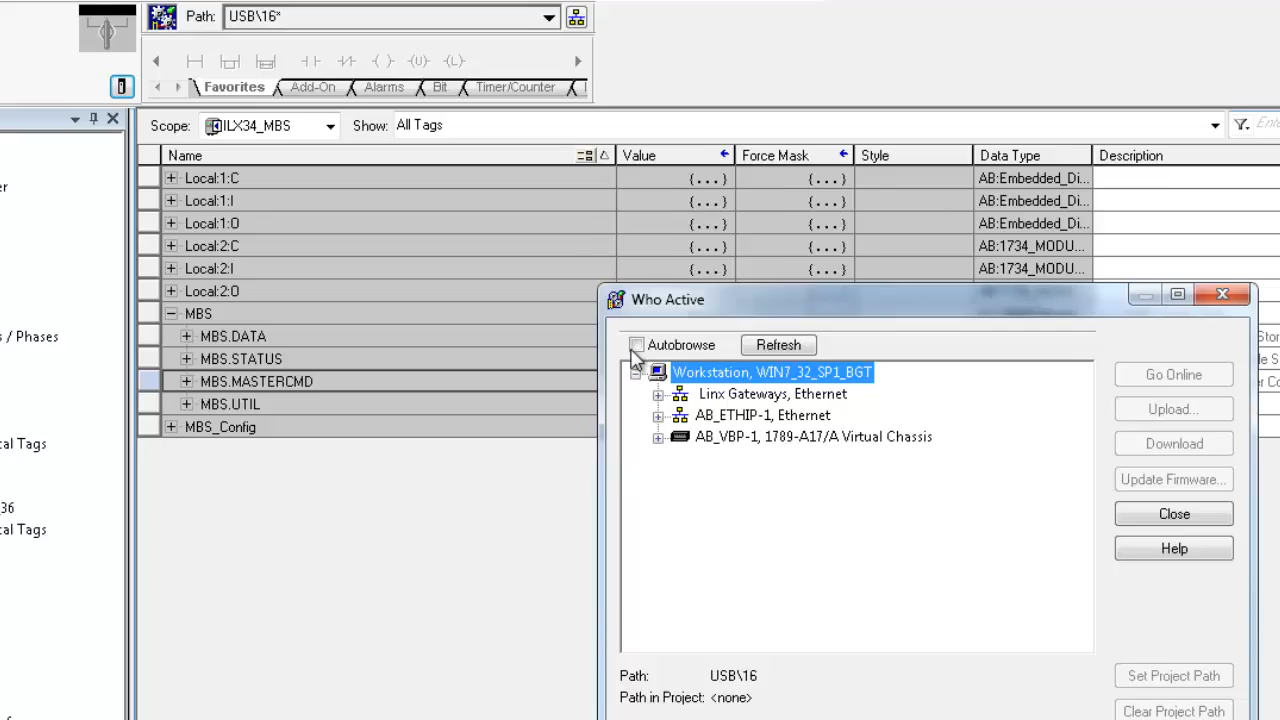 Path: USB\16*
Favorites Add-On Alarms Bit Timer/Counter
Scope: ILX34_MBS Show: All Tags
Name Value Force Mask Style Data Type Description
Local:1:C {...} {...} AB:Embedded_Di...
Local:1:I {...} {...} AB:Embedded_Di...
Local:1:O {...} {...} AB:Embedded_Di...
Local:2:C {...} {...} AB:1734_MODU...
Local:2:I {...} {...} AB:1734_MODU...
Local:2:O
MBS
MBS.DATA
MBS.STATUS
MBS.MASTERCMD
MBS.UTIL
MBS_Config
er
s / Phases
cal Tags
36
cal Tags
Who Active
Autobrowse Refresh
Workstation, WIN7_32_SP1_BGT
Linx Gateways, Ethernet
AB_ETHIP-1, Ethernet
AB_VBP-1, 1789-A17/A Virtual Chassis
Go Online
Upload...
Download
Update Firmware...
Close
Help
Path: USB\16
Path in Project: <none>
Set Project Path
Clear Project Path